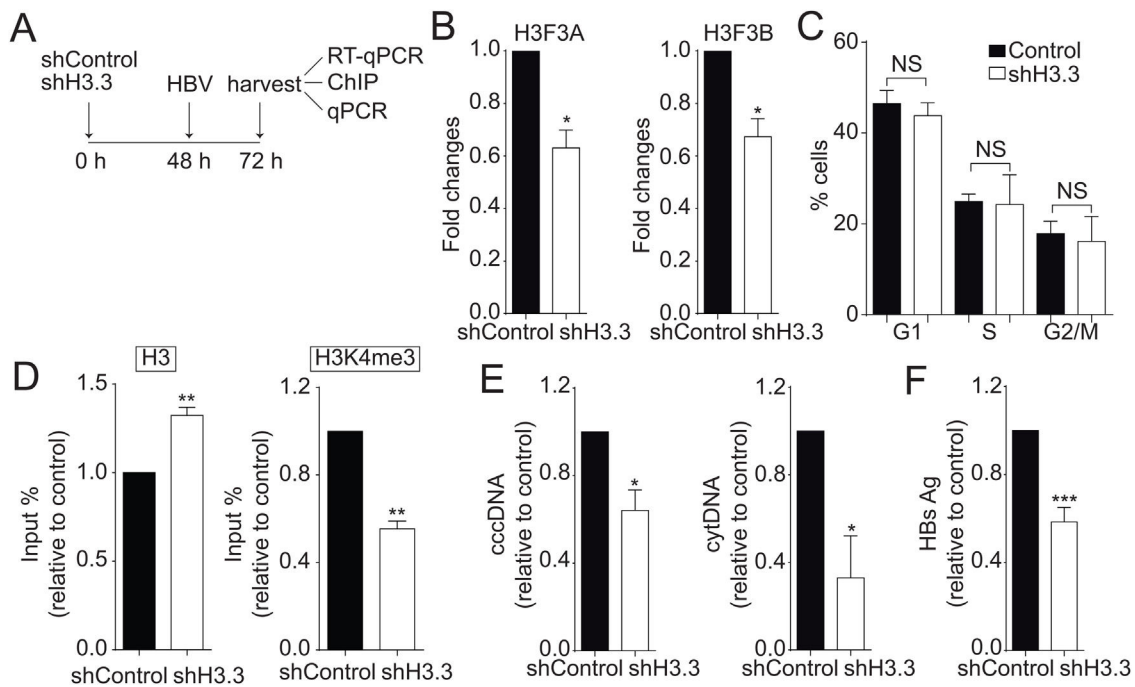 A
shControl
shH3.3
HBV
harvest
RT-qPCR
ChIP
qPCR
0 h
48 h
72 h
B
H3F3A
Fold changes
1.0
0.8
0.6
0.4
0.2
0.0
*
shControl shH3.3
H3F3B
Fold changes
1.0
0.8
0.6
0.4
0.2
0.0
*
shControl shH3.3
C
% cells
60
40
20
0
Control
shH3.3
NS
NS
NS
G1
S
G2/M
D
H3
Input %
(relative to control)
1.5
1.0
0.5
0.0
**
shControl shH3.3
H3K4me3
Input %
(relative to control)
1.2
0.8
0.4
0.0
**
shControl shH3.3
E
cccDNA
(relative to control)
1.2
0.8
0.4
0.0
*
shControl shH3.3
cytDNA
(relative to control)
1.2
0.8
0.4
0.0
*
shControl shH3.3
F
HBs Ag
(relative to control)
1.2
0.8
0.4
0.0
***
shControl shH3.3